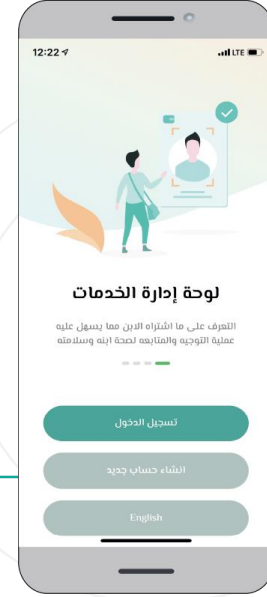 12:22
LTE
لوحة إدارة الخدمات
التعرف على ما اشتراه الابن مما يسهل عليه
عملية التوجيه والمتابعه لصحة ابنه وسلامته
تسجيل الدخول
انشاء حساب جديد
English